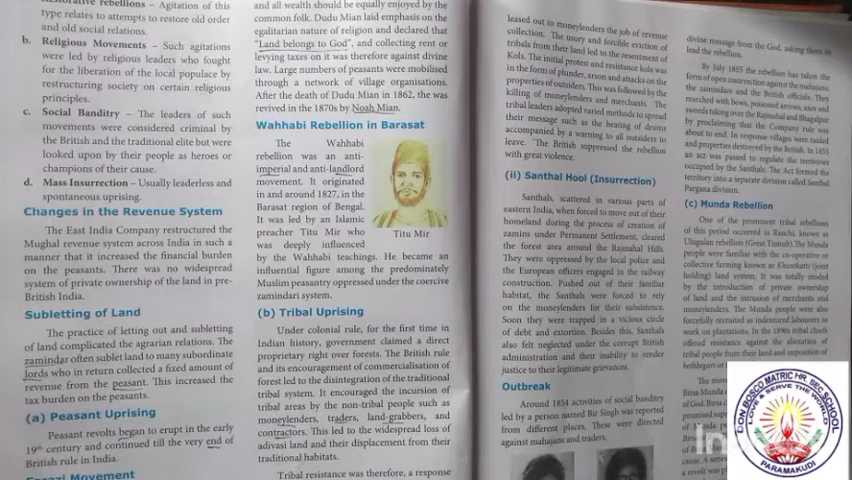 Restorative rebellions – Agitation of this
type relates to attempts to restore old order
and old social relations.
b. Religious Movements – Such agitations
were led by religious leaders who fought
for the liberation of the local populace by
restructuring society on certain religious
principles.
c. Social Banditry – The leaders of such
movements were considered criminal by
the British and the traditional elite but were
looked upon by their people as heroes or
champions of their cause.
d. Mass Insurrection – Usually leaderless and
spontaneous uprising.
Changes in the Revenue System
The East India Company restructured the
Mughal revenue system across India in such a
manner that it increased the financial burden
on the peasants. There was no widespread
system of private ownership of the land in pre-
British India.
Subletting of Land
The practice of letting out and subletting
of land complicated the agrarian relations. The
zamindar often sublet land to many subordinate
lords who in return collected a fixed amount of
revenue from the peasant. This increased the
tax burden on the peasants.
(a) Peasant Uprising
Peasant revolts began to erupt in the early
19th century and continued till the very end of
British rule in India.
Farazi Movement
and all wealth should be equally enjoyed by the
common folk. Dudu Mian laid emphasis on the
egalitarian nature of religion and declared that
"Land belongs to God", and collecting rent or
levying taxes on it was therefore against divine
law. Large numbers of peasants were mobilised
through a network of village organisations.
After the death of Dudu Mian in 1862, the was
revived in the 1870s by Noah Mian.
Wahhabi Rebellion in Barasat
The Wahhabi
rebellion was an anti-
imperial and anti-landlord
movement. It originated
in and around 1827, in the
Barasat region of Bengal.
It was led by an Islamic
preacher Titu Mir who
was deeply influenced
by the Wahhabi teachings. He became an
influential figure among the predominately
Muslim peasantry oppressed under the coercive
zamindari system.
Titu Mir
(b) Tribal Uprising
Under colonial rule, for the first time in
Indian history, government claimed a direct
proprietary right over forests. The British rule
and its encouragement of commercialisation of
forest led to the disintegration of the traditional
tribal system. It encouraged the incursion of
tribal areas by the non-tribal people such as
moneylenders, traders, land-grabbers, and
contractors. This led to the widespread loss of
adivasi land and their displacement from their
traditional habitats.
Tribal resistance was therefore, a response
leased out to moneylenders the job of revenue
collection. The usury and forcible eviction of
tribals from their land led to the resentment of
Kols. The initial protest and resistance kols was
in the form of plunder, arson and attacks on the
properties of outsiders. This was followed by the
killing of moneylenders and merchants. The
tribal leaders adopted varied methods to spread
their message such as the beating of drums
accompanied by a warning to all outsiders to
leave. The British suppressed the rebellion
with great violence.
(ii) Santhal Hool (Insurrection)
Santhals, scattered in various parts of
eastern India, when forced to move out of their
homeland during the process of creation of
zamins under Permanent Settlement, cleared
the forest area around the Rajmahal Hills.
They were oppressed by the local police and
the European officers engaged in the railway
construction. Pushed out of their familiar
habitat, the Santhals were forced to rely
on the moneylenders for their subsistence.
Soon they were trapped in a vicious circle
of debt and extortion. Besides this, Santhals
also felt neglected under the corrupt British
administration and their inability to render
justice to their legitimate grievances.
Outbreak
Around 1854 activities of social banditry
led by a person named Bir Singh was reported
from different places. These were directed
against mahajans and traders.
divine message from the God, asking them to
lead the rebellion.
By July 1855 the rebellion has taken the
form of open insurrection against the mahajans,
the zamindars and the British officials. They
marched with bows, poisoned arrows, axes and
swords taking over the Rajmahal and Bhagalpur
by proclaiming that the Company rule was
about to end. In response villages were raided
and properties destroyed by the British. In 1855
an act was passed to regulate the territories
occupied by the Santhals. The Act formed the
territory into a separate division called Santhal
Pargana division.
(c) Munda Rebellion
One of the prominent tribal rebellions
of this period occurred in Ranchi, known as
Ulugulan rebellion (Great Tumult). The Munda
people were familiar with the co-operative or
collective farming known as Khuntkatti (joint
holding) land system. It was totally eroded
by the introduction of private ownership
of land and the intrusion of merchants and
moneylenders. The Munda people were also
forcefully recruited as indentured labourers to
work on plantations. In the 1890s tribal chiefs
offered resistance against the alienation of
tribal people from their land and imposition of
The move
Birsa Munda
of God. Birsa
promised
Birsa
cause. A series
a revolt was
DON BOSCO MATRIC HR. SEC. SCHOOL
LOVE & SERVE THE WORLD
PARAMAKUDI